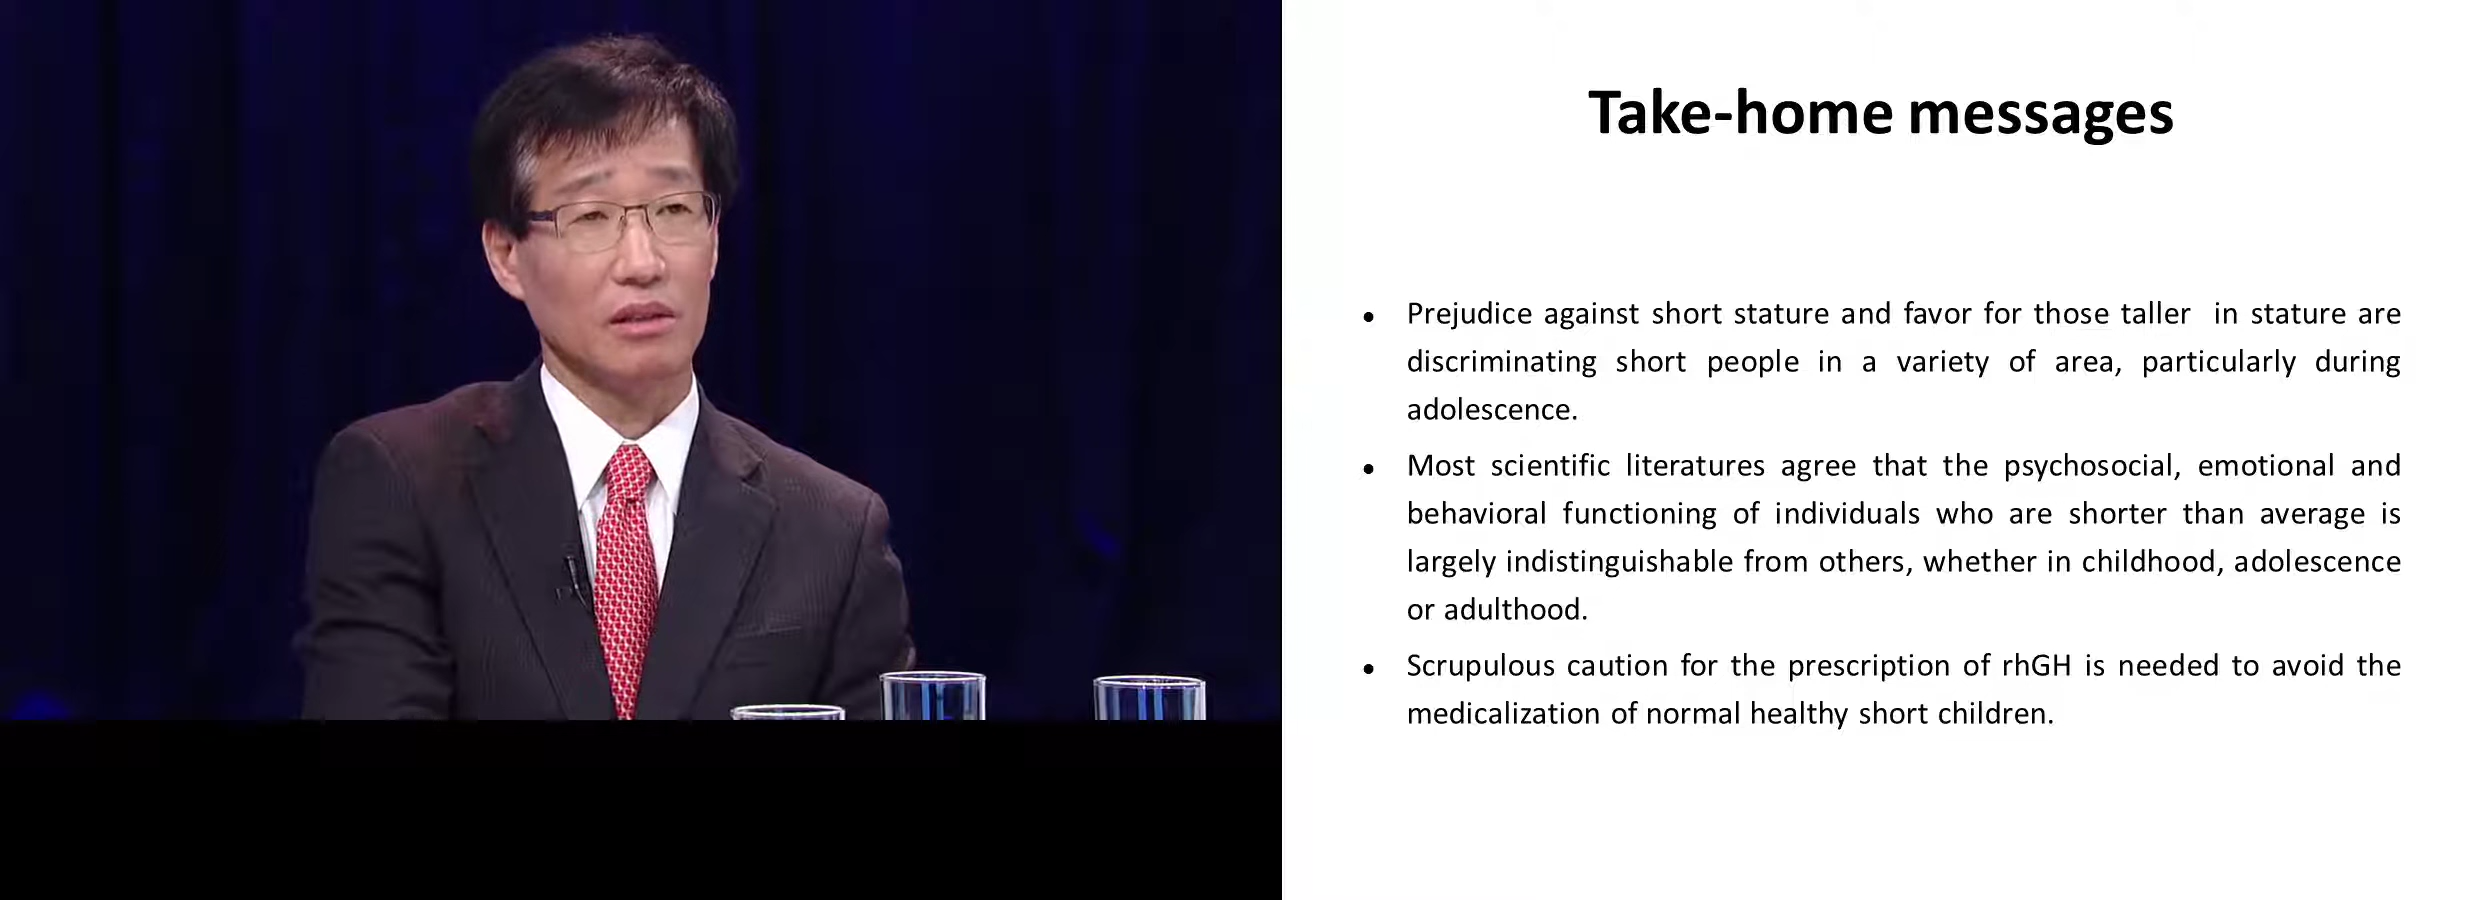 Take-home messages
• Prejudice against short stature and favor for those taller in stature are
discriminating short people in a variety of area, particularly during
adolescence.
• Most scientific literatures agree that the psychosocial, emotional and
behavioral functioning of individuals who are shorter than average is
largely indistinguishable from others, whether in childhood, adolescence
or adulthood.
• Scrupulous caution for the prescription of rhGH is needed to avoid the
medicalization of normal healthy short children.